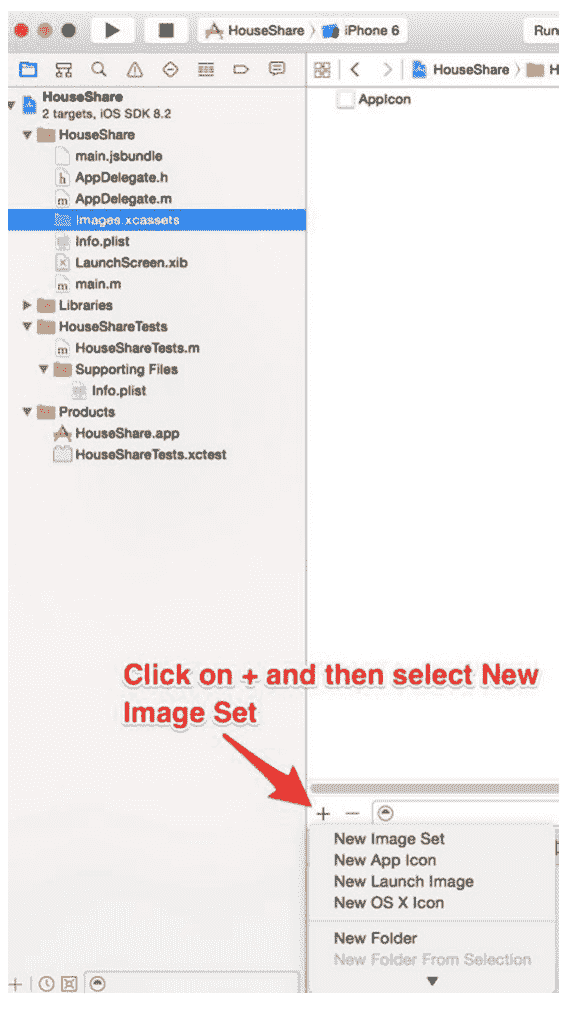 HouseShare iPhone 6 Run
HouseShare H
HouseShare
2 targets, iOS SDK 8.2
HouseShare
main.jsbundle
h AppDelegate.h
m AppDelegate.m
Images.xcassets
Info.plist
LaunchScreen.xib
m main.m
Libraries
HouseShareTests
m HouseShareTests.m
Supporting Files
Info.plist
Products
HouseShare.app
HouseShareTests.xctest
AppIcon
Click on + and then select New
Image Set
New Image Set
New App Icon
New Launch Image
New OS X Icon
New Folder
New Folder From Selection